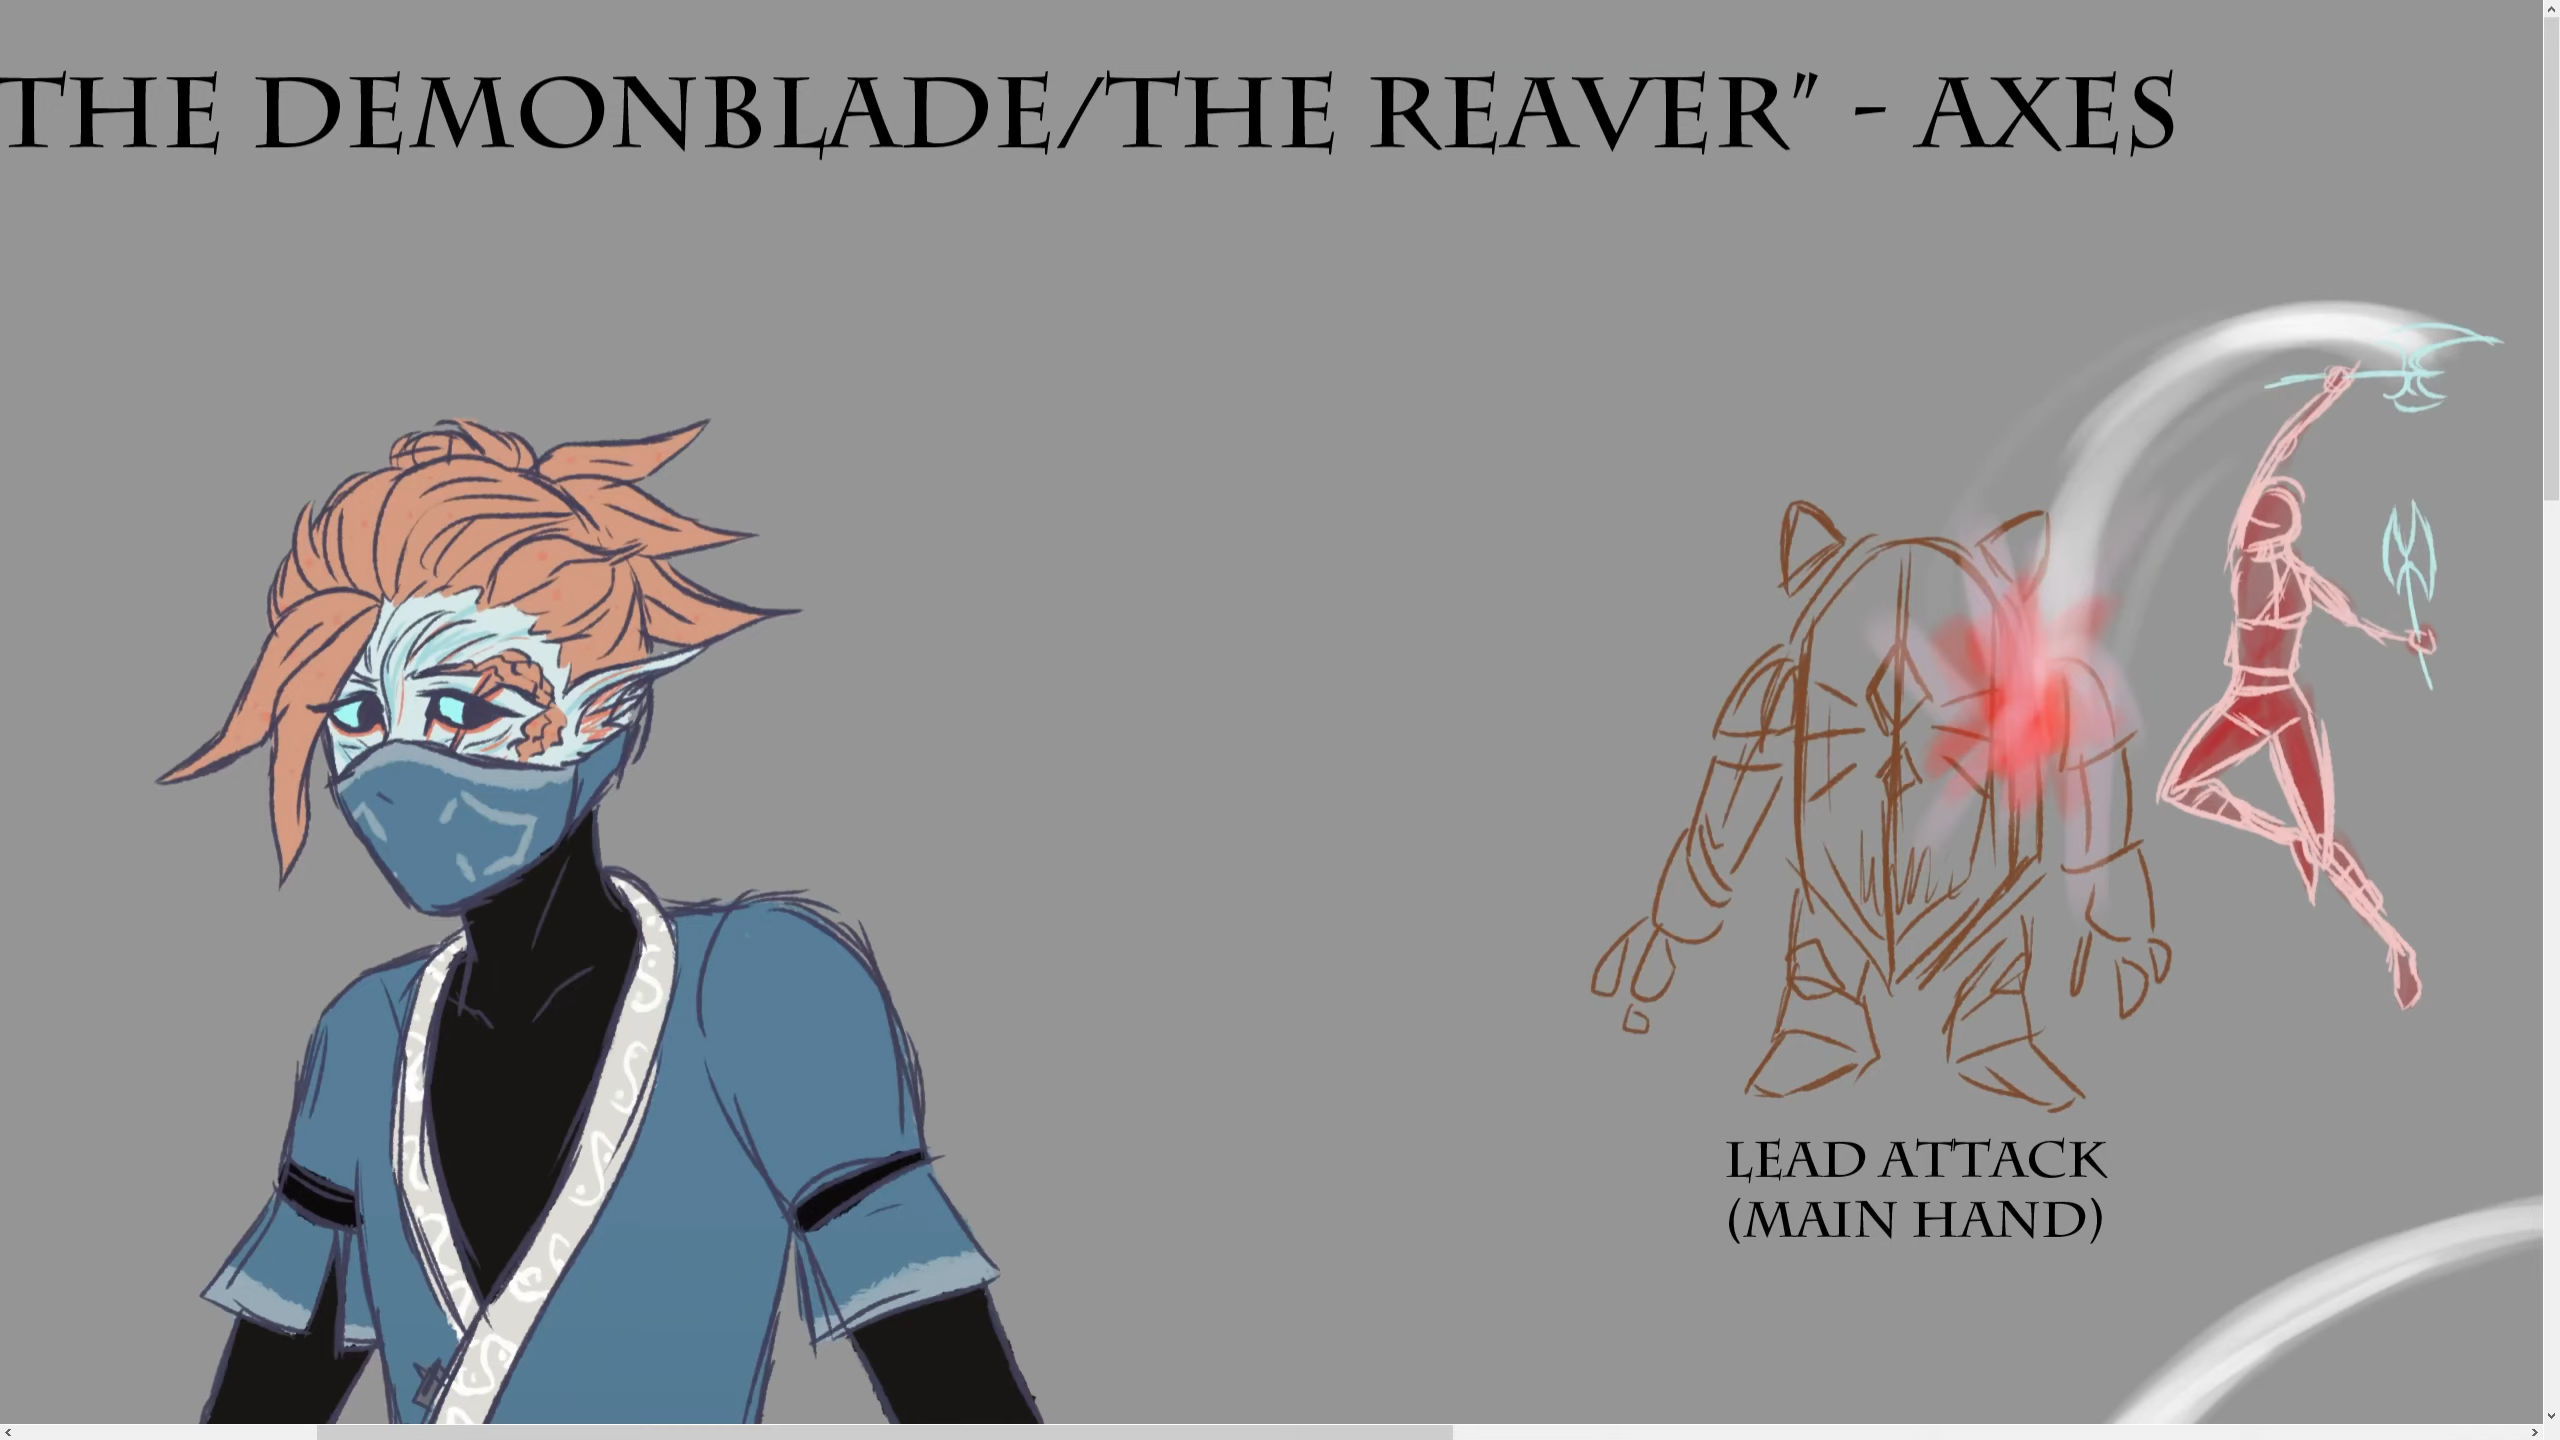 THE DEMONBLADE/THE REAVER" - AXES
LEAD ATTACK
(MAIN HAND)